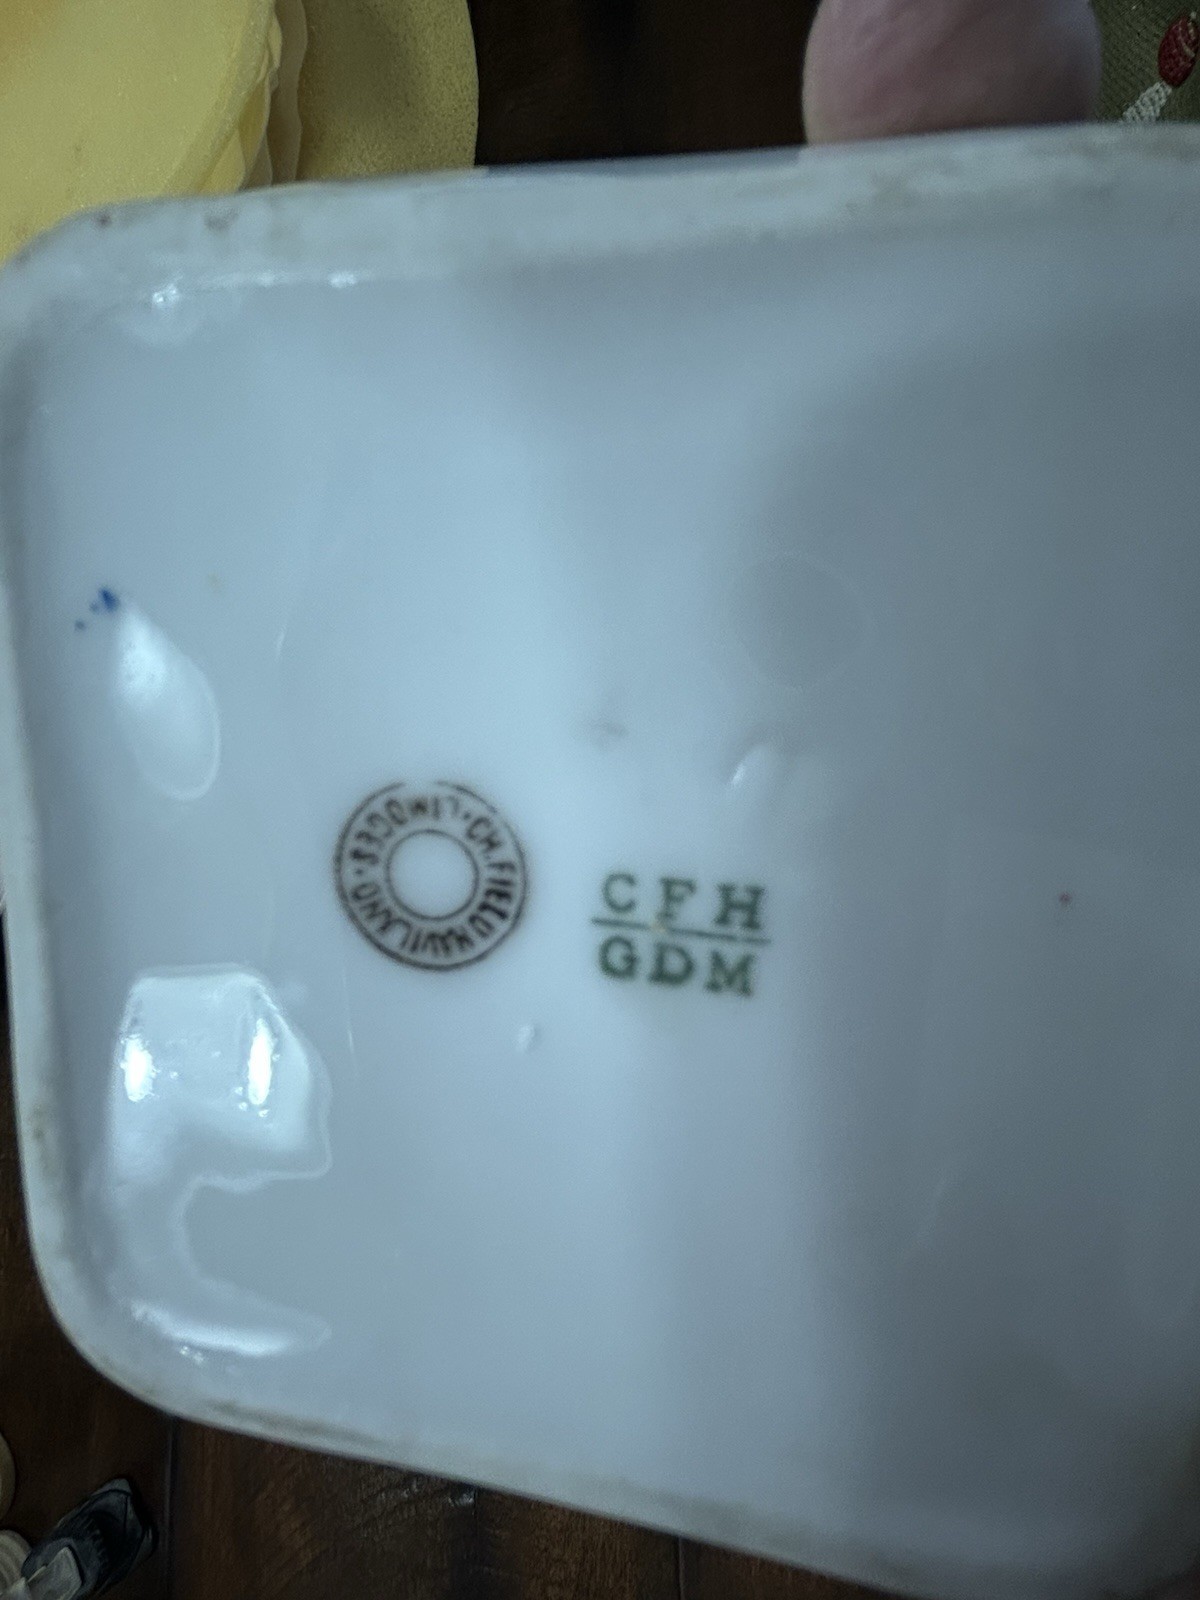 CH. FIELD HAVILAND · LIMOGES ·
CFH
GDM